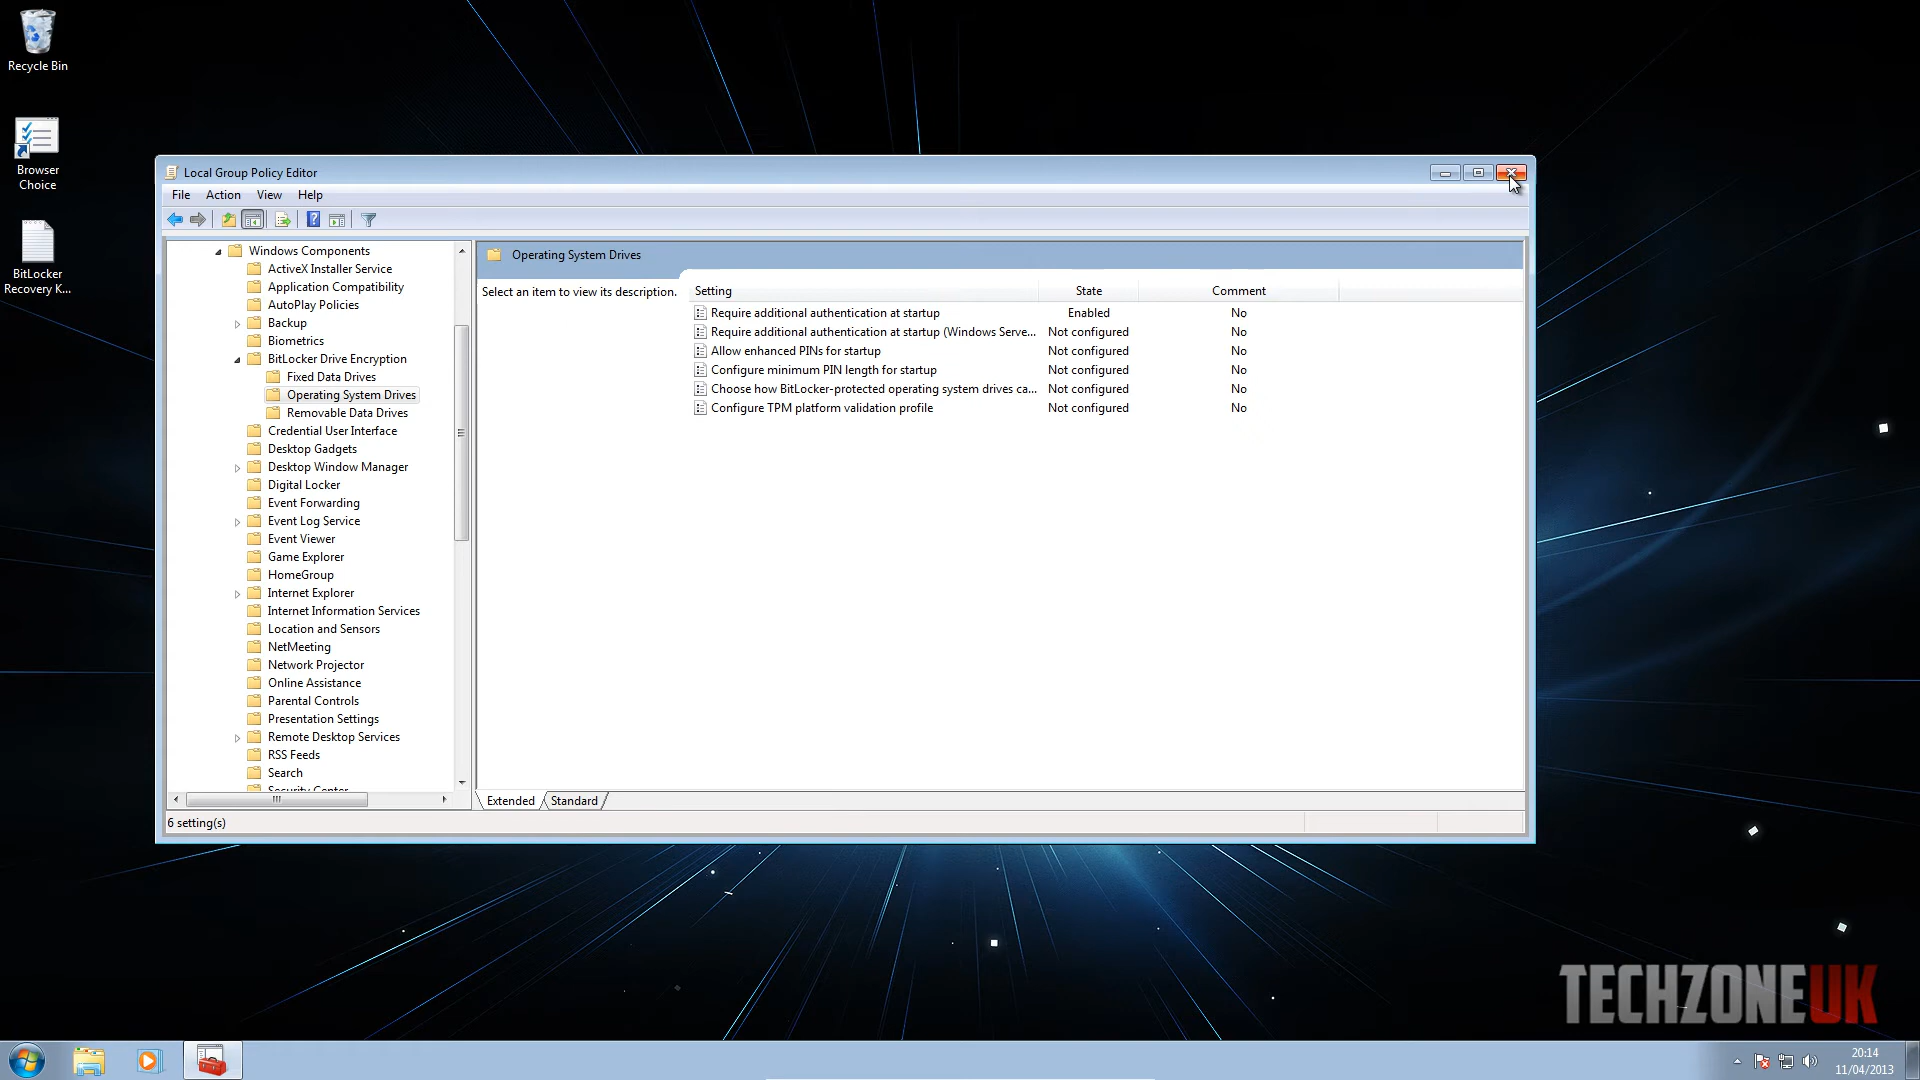 Recycle Bin
Browser
Choice
BitLocker
Recovery K...
Local Group Policy Editor
File Action View Help
Windows Components
ActiveX Installer Service
Application Compatibility
AutoPlay Policies
Backup
Biometrics
BitLocker Drive Encryption
Fixed Data Drives
Operating System Drives
Removable Data Drives
Credential User Interface
Desktop Gadgets
Desktop Window Manager
Digital Locker
Event Forwarding
Event Log Service
Event Viewer
Game Explorer
HomeGroup
Internet Explorer
Internet Information Services
Location and Sensors
NetMeeting
Network Projector
Online Assistance
Parental Controls
Presentation Settings
Remote Desktop Services
RSS Feeds
Search
Security Center
Operating System Drives
Select an item to view its description.
Setting State Comment
Require additional authentication at startup Enabled No
Require additional authentication at startup (Windows Serve... Not configured No
Allow enhanced PINs for startup Not configured No
Configure minimum PIN length for startup Not configured No
Choose how BitLocker-protected operating system drives ca... Not configured No
Configure TPM platform validation profile Not configured No
Extended Standard
6 setting(s)
TECHZONEUK
20:14
11/04/2013